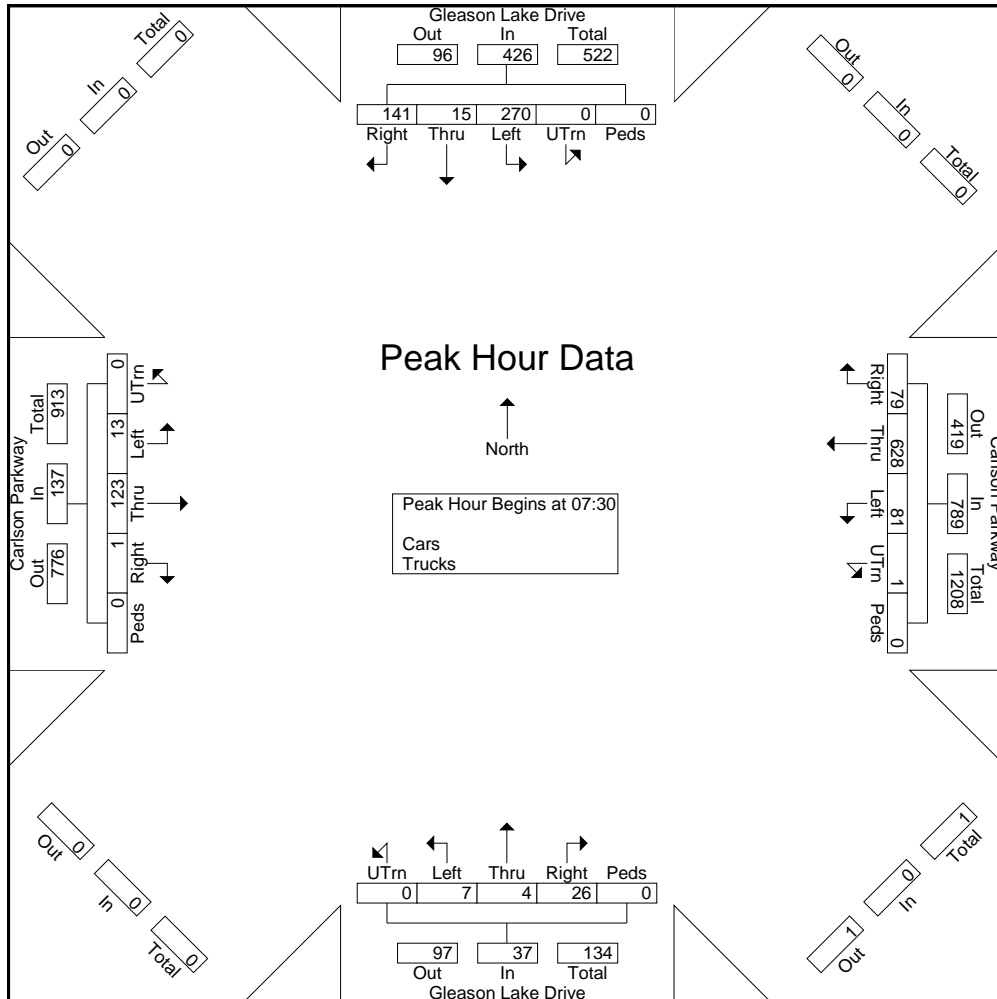 Gleason Lake Drive
Out In Total
96 426 522
141 15 270 0 0
Right Thru Left UTrn Peds
Total
0
In
0
Out
0
Out
0
In
0
Total
0
Peak Hour Data
North
Peak Hour Begins at 07:30
Cars
Trucks
Carlson Parkway
Total In Out
913 137 776
0 13 123 1 0
UTrn Left Thru Right Peds
Carlson Parkway
Out In Total
419 789 1208
79 628 81 1 0
Right Thru Left UTrn Peds
Out
0
In
0
Total
0
Total
1
In
0
Out
1
UTrn Left Thru Right Peds
0 7 4 26 0
97 37 134
Out In Total
Gleason Lake Drive